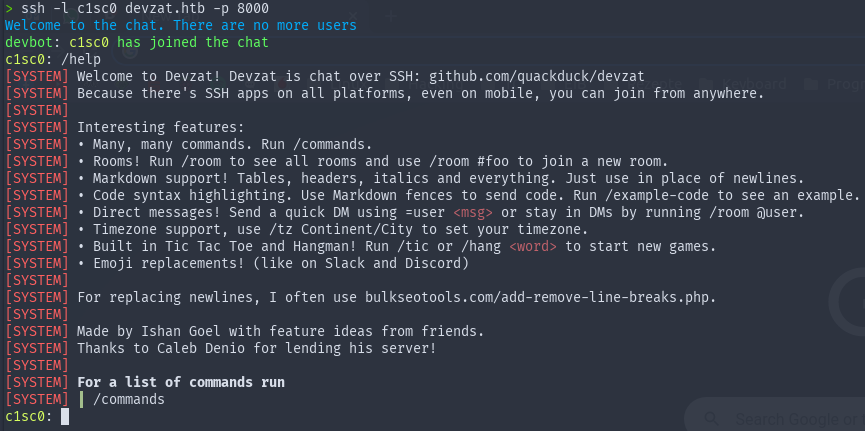 > ssh -l c1sc0 devzat.htb -p 8000
Welcome to the chat. There are no more users
devbot: c1sc0 has joined the chat
c1sc0: /help
[SYSTEM] Welcome to Devzat! Devzat is chat over SSH: github.com/quackduck/devzat
[SYSTEM] Because there's SSH apps on all platforms, even on mobile, you can join from anywhere.
[SYSTEM]
[SYSTEM] Interesting features:
[SYSTEM] • Many, many commands. Run /commands.
[SYSTEM] • Rooms! Run /room to see all rooms and use /room #foo to join a new room.
[SYSTEM] • Markdown support! Tables, headers, italics and everything. Just use in place of newlines.
[SYSTEM] • Code syntax highlighting. Use Markdown fences to send code. Run /example-code to see an example.
[SYSTEM] • Direct messages! Send a quick DM using =user <msg> or stay in DMs by running /room @user.
[SYSTEM] • Timezone support, use /tz Continent/City to set your timezone.
[SYSTEM] • Built in Tic Tac Toe and Hangman! Run /tic or /hang <word> to start new games.
[SYSTEM] • Emoji replacements! (like on Slack and Discord)
[SYSTEM]
[SYSTEM] For replacing newlines, I often use bulkseotools.com/add-remove-line-breaks.php.
[SYSTEM]
[SYSTEM] Made by Ishan Goel with feature ideas from friends.
[SYSTEM] Thanks to Caleb Denio for lending his server!
[SYSTEM]
[SYSTEM] For a list of commands run
[SYSTEM] | /commands
c1sc0:
Search Google or